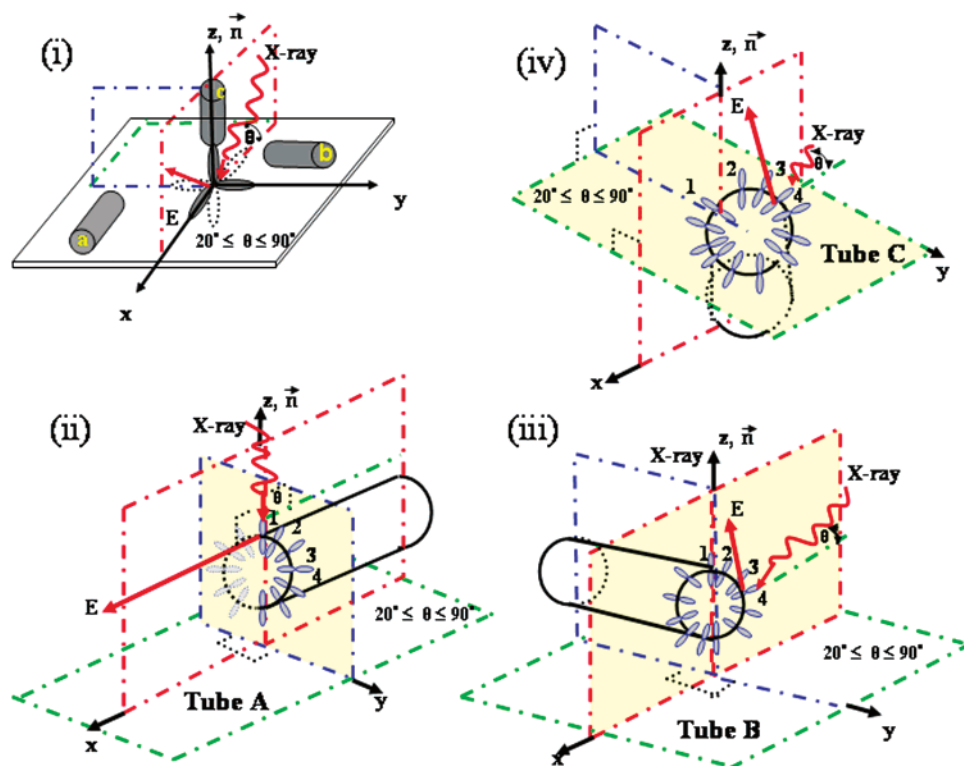 (i)
z, n
X-ray
c
θ
b
y
E
a
20° ≤ θ ≤ 90°
x
(iv)
z, n
E
X-ray
θ
2
3
1
4
20° ≤ θ ≤ 90°
Tube C
y
x
(ii)
z, n
X-ray
θ
1
2
3
4
E
20° ≤ θ ≤ 90°
Tube A
y
x
(iii)
z, n
X-ray
X-ray
E
θ
1
2
3
4
20° ≤ θ ≤ 90°
Tube B
y
x